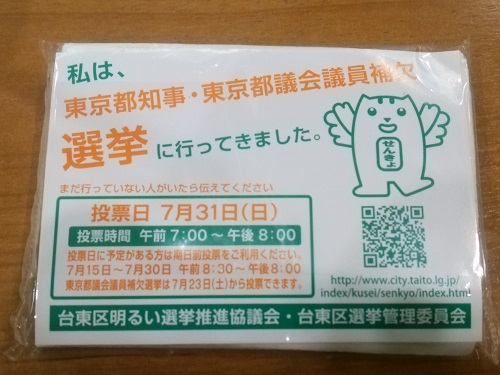 私は、
東京都知事・東京都議会議員補欠
選挙に行ってきました。
せんきょ
まだ行っていない人がいたら伝えてください
投票日 7月31日(日)
投票時間 午前7:00～午後8:00
投票日に予定がある方は期日前投票をご利用ください。
7月15日～7月30日 午前8:30～午後8:00
東京都議会議員補欠選挙は7月23日(土)から投票できます。
http://www.city.taito.lg.jp/
index/kusei/senkyo/index.html
台東区明るい選挙推進協議会・台東区選挙管理委員会